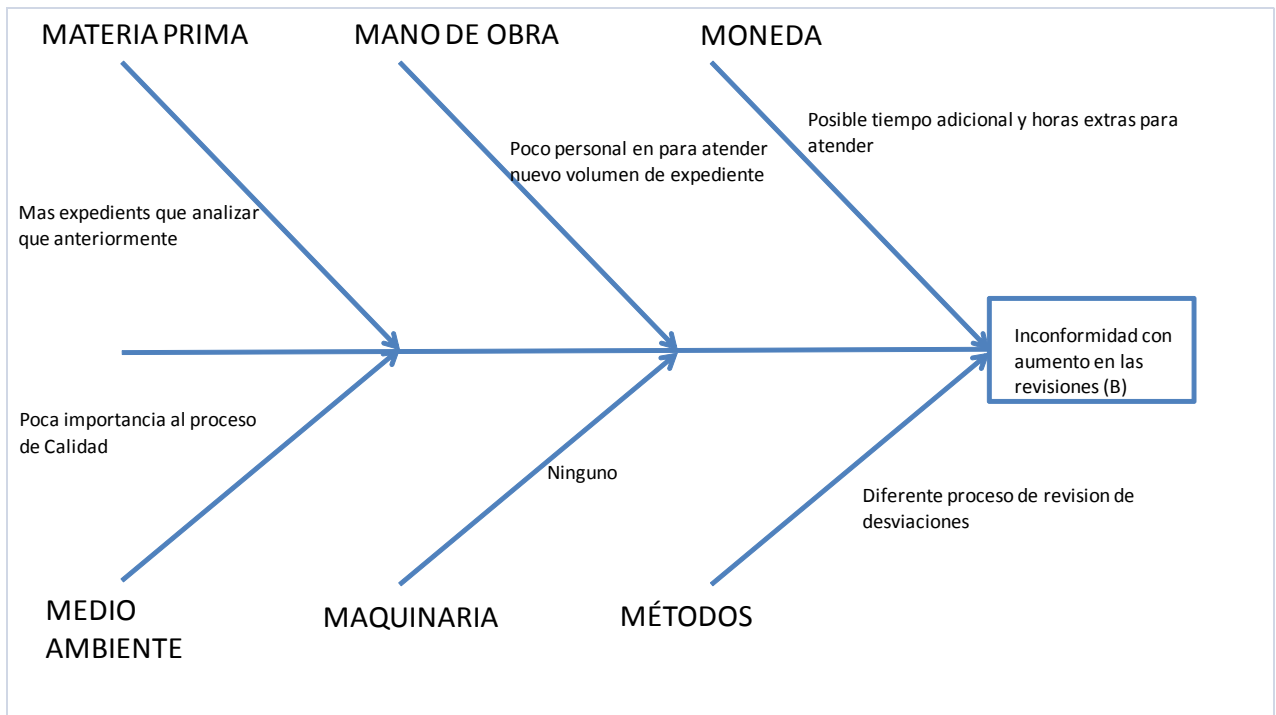 MATERIA PRIMA
MANO DE OBRA
MONEDA
Posible tiempo adicional y horas extras para
atender
Poco personal en para atender
nuevo volumen de expediente
Mas expedients que analizar
que anteriormente
Inconformidad con
aumento en las
revisiones (B)
Poca importancia al proceso
de Calidad
Ninguno
Diferente proceso de revision de
desviaciones
MEDIO
AMBIENTE
MAQUINARIA
MÉTODOS